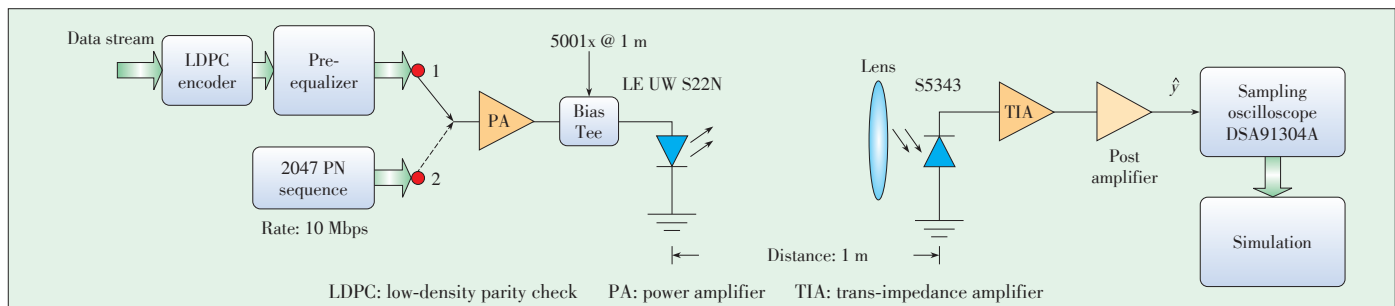 Data stream
LDPC
encoder
Pre-
equalizer
1
2047 PN
sequence
2
Rate: 10 Mbps
PA
5001x @ 1 m
Bias
Tee
LE UW S22N
Lens
S5343
TIA
Post
amplifier
ŷ
Sampling
oscilloscope
DSA91304A
Simulation
Distance: 1 m
LDPC: low-density parity check PA: power amplifier TIA: trans-impedance amplifier